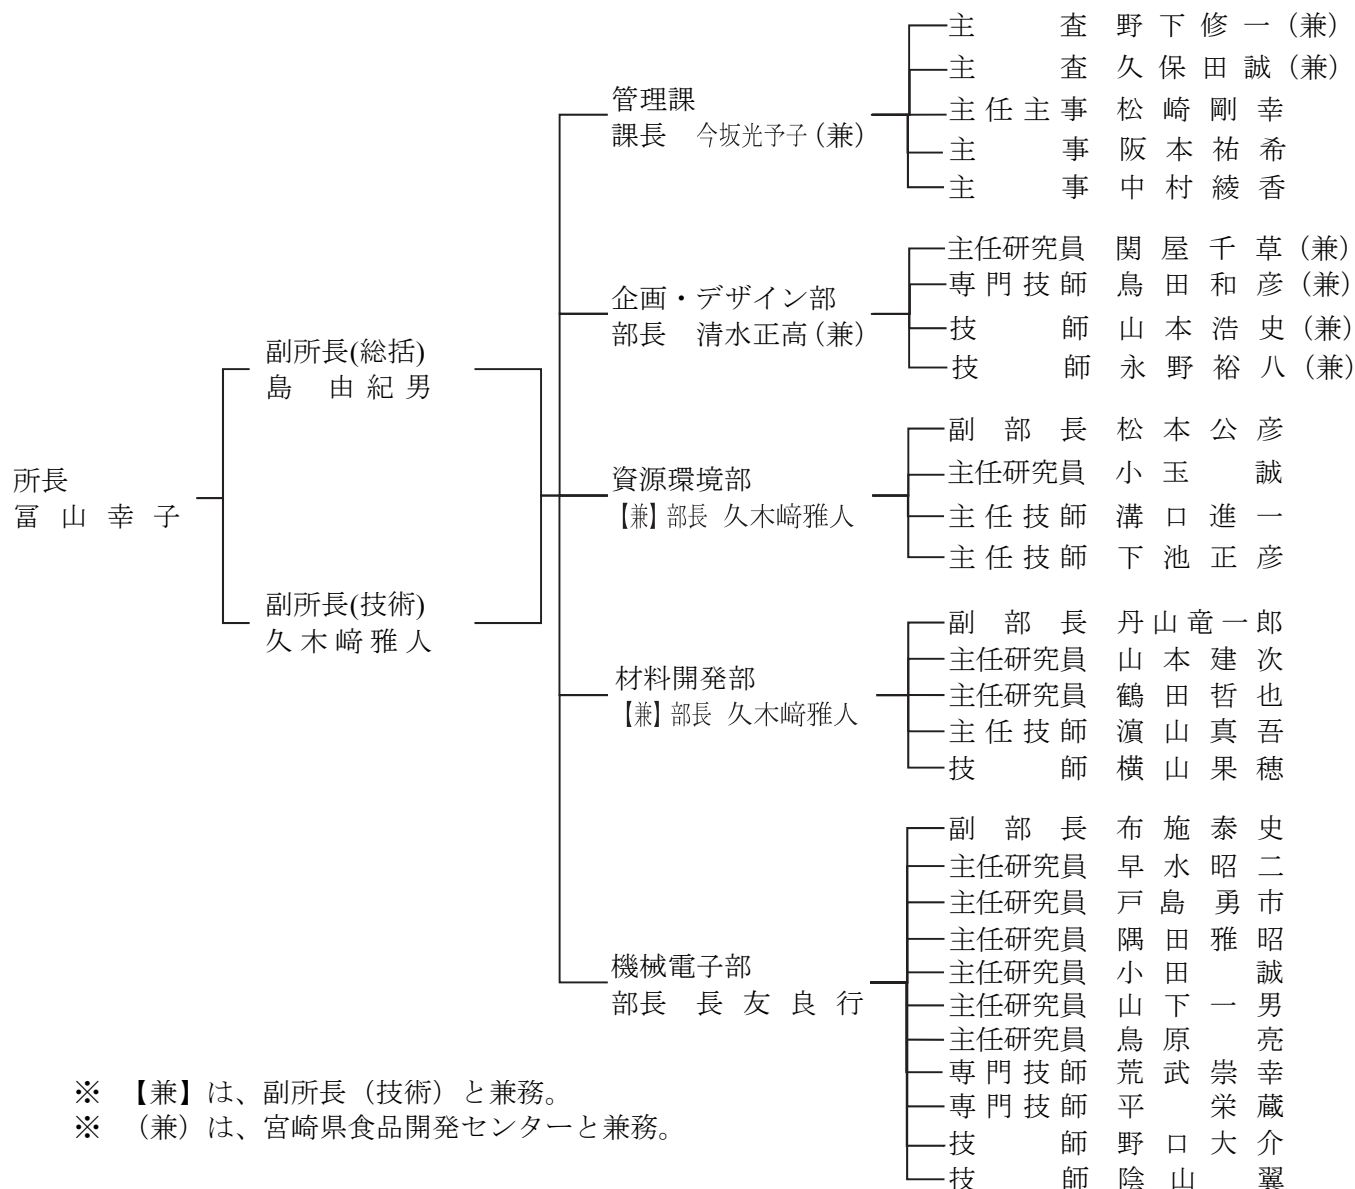 所長
冨山幸子
副所長(総括)
島 由紀男
副所長(技術)
久木﨑雅人
管理課
課長 今坂光予子(兼)
主査 野下修一(兼)
主査 久保田誠(兼)
主任主事 松崎剛幸
主事 阪本祐希
主事 中村綾香
企画・デザイン部
部長 清水正高(兼)
主任研究員 関屋千草(兼)
専門技師 鳥田和彦(兼)
技師 山本浩史(兼)
技師 永野裕八(兼)
資源環境部
【兼】部長 久木﨑雅人
副部長 松本公彦
主任研究員 小玉 誠
主任技師 溝口進一
主任技師 下池正彦
材料開発部
【兼】部長 久木﨑雅人
副部長 丹山竜一郎
主任研究員 山本建次
主任研究員 鶴田哲也
主任技師 濵山真吾
技師 横山果穂
機械電子部
部長 長友良行
副部長 布施泰史
主任研究員 早水昭二
主任研究員 戸島勇市
主任研究員 隅田雅昭
主任研究員 小田 誠
主任研究員 山下一男
主任研究員 鳥原 亮
専門技師 荒武崇幸
専門技師 平 栄蔵
技師 野口大介
技師 陰山 翼
※ 【兼】は、副所長（技術）と兼務。
※ （兼）は、宮崎県食品開発センターと兼務。